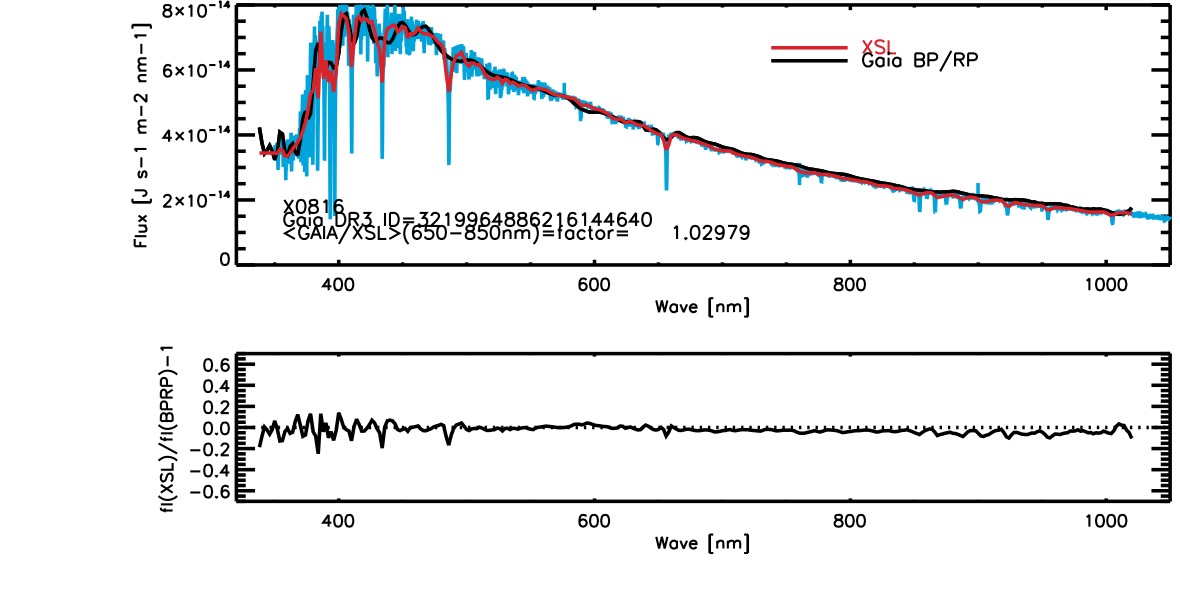 8×10−14
6×10−14
4×10−14
2×10−14
0
Flux [J s−1 m−2 nm−1]
XSL
Gaia BP/RP
X0816
Gaia DR3 ID=3219964886216144640
<GAIA/XSL>(650−850nm)=factor= 1.02979
400 600 800 1000
Wave [nm]
fl(XSL)/fl(BPRP)−1
0.6
0.4
0.2
0.0
−0.2
−0.4
−0.6
400 600 800 1000
Wave [nm]